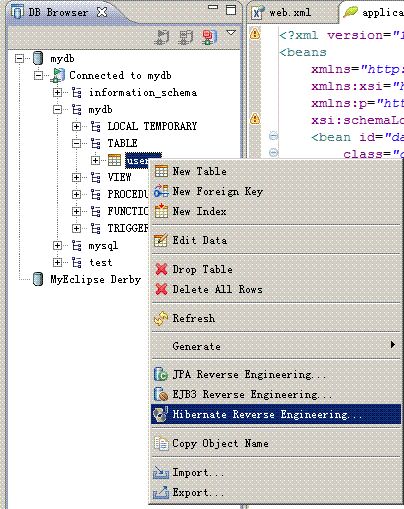 DB Browser
web.xml
applica
mydb
Connected to mydb
information_schema
mydb
LOCAL TEMPORARY
TABLE
user
VIEW
PROCEDU
FUNCTIO
TRIGGER
mysql
test
MyEclipse Derby
<?xml version="
<beans
xmlns="http:
xmlns:xsi="h
xmlns:p="htt
xsi:schemaLo
<bean id="da
class="o
New Table
New Foreign Key
New Index
Edit Data
Drop Table
Delete All Rows
Refresh
Generate
JPA Reverse Engineering...
EJB3 Reverse Engineering...
Hibernate Reverse Engineering...
Copy Object Name
Import...
Export...